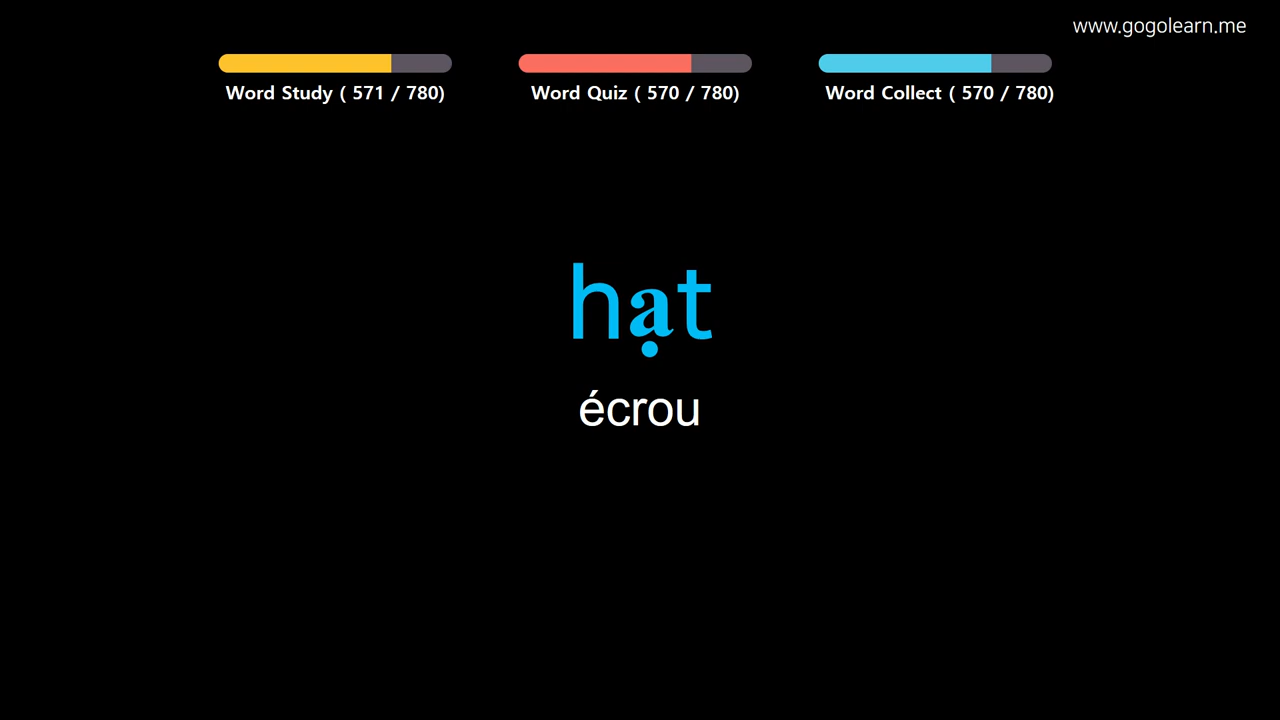 www.gogolearn.me
Word Study ( 571 / 780)
Word Quiz ( 570 / 780)
Word Collect ( 570 / 780)
hạt
écrou